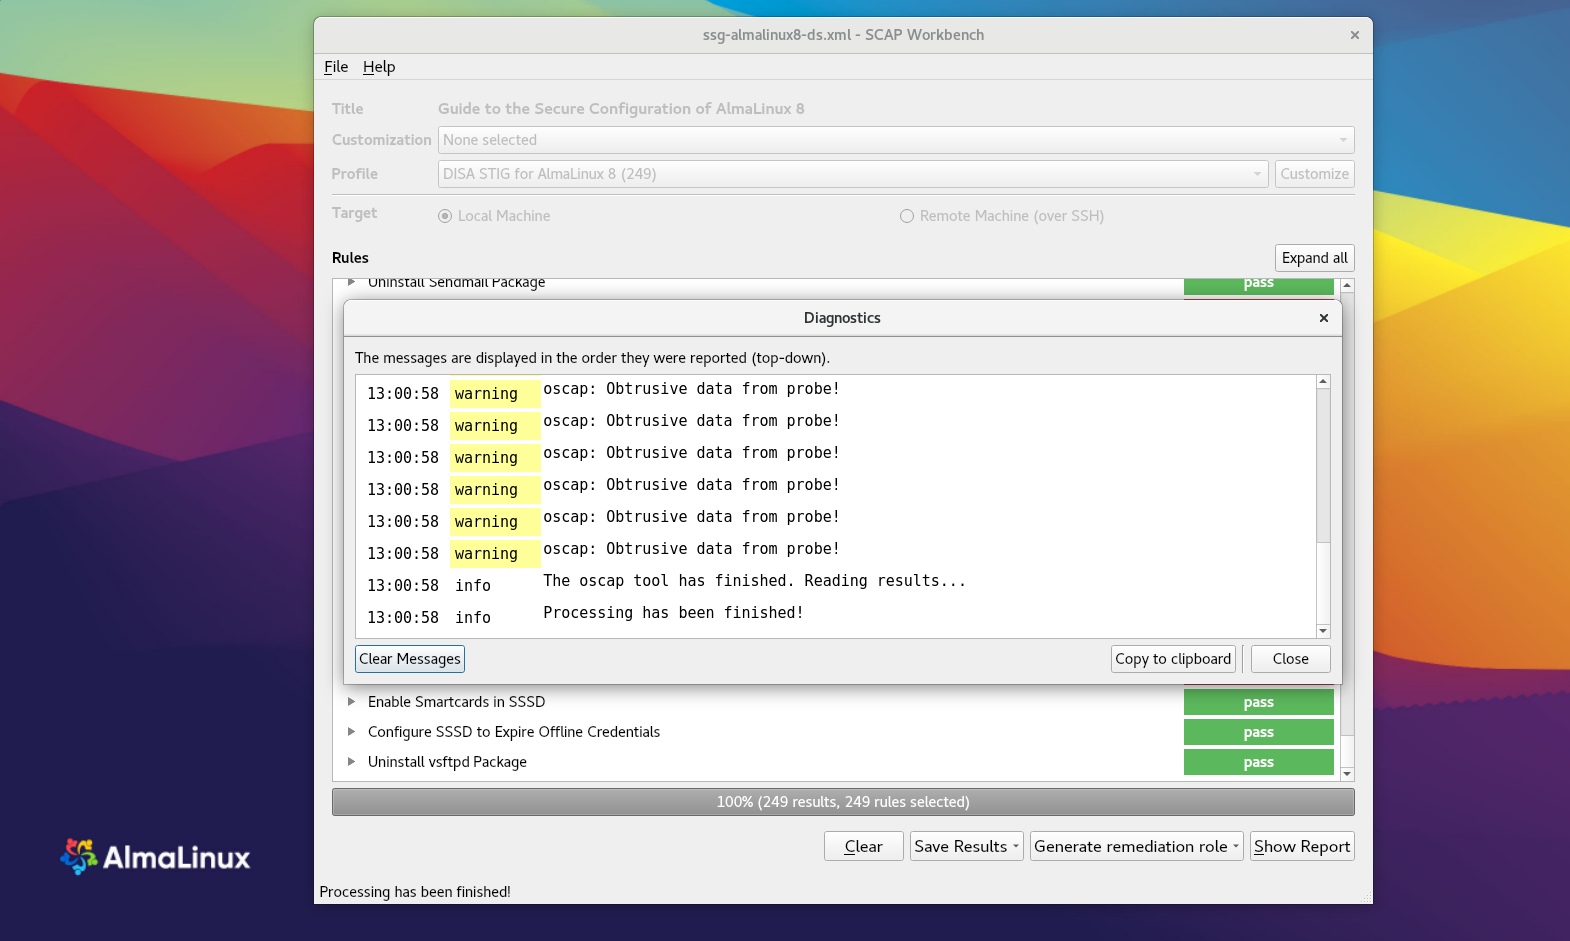 ssg-almalinux8-ds.xml - SCAP Workbench
File Help
Title Guide to the Secure Configuration of AlmaLinux 8
Customization None selected
Profile DISA STIG for AlmaLinux 8 (249) Customize
Target Local Machine Remote Machine (over SSH)
Rules Expand all
Uninstall Sendmail Package pass
Diagnostics
The messages are displayed in the order they were reported (top-down).
13:00:58 warning oscap: Obtrusive data from probe!
13:00:58 warning oscap: Obtrusive data from probe!
13:00:58 warning oscap: Obtrusive data from probe!
13:00:58 warning oscap: Obtrusive data from probe!
13:00:58 warning oscap: Obtrusive data from probe!
13:00:58 warning oscap: Obtrusive data from probe!
13:00:58 info The oscap tool has finished. Reading results...
13:00:58 info Processing has been finished!
Clear Messages Copy to clipboard Close
Enable Smartcards in SSSD pass
Configure SSSD to Expire Offline Credentials pass
Uninstall vsftpd Package pass
100% (249 results, 249 rules selected)
Clear Save Results Generate remediation role Show Report
Processing has been finished!
AlmaLinux